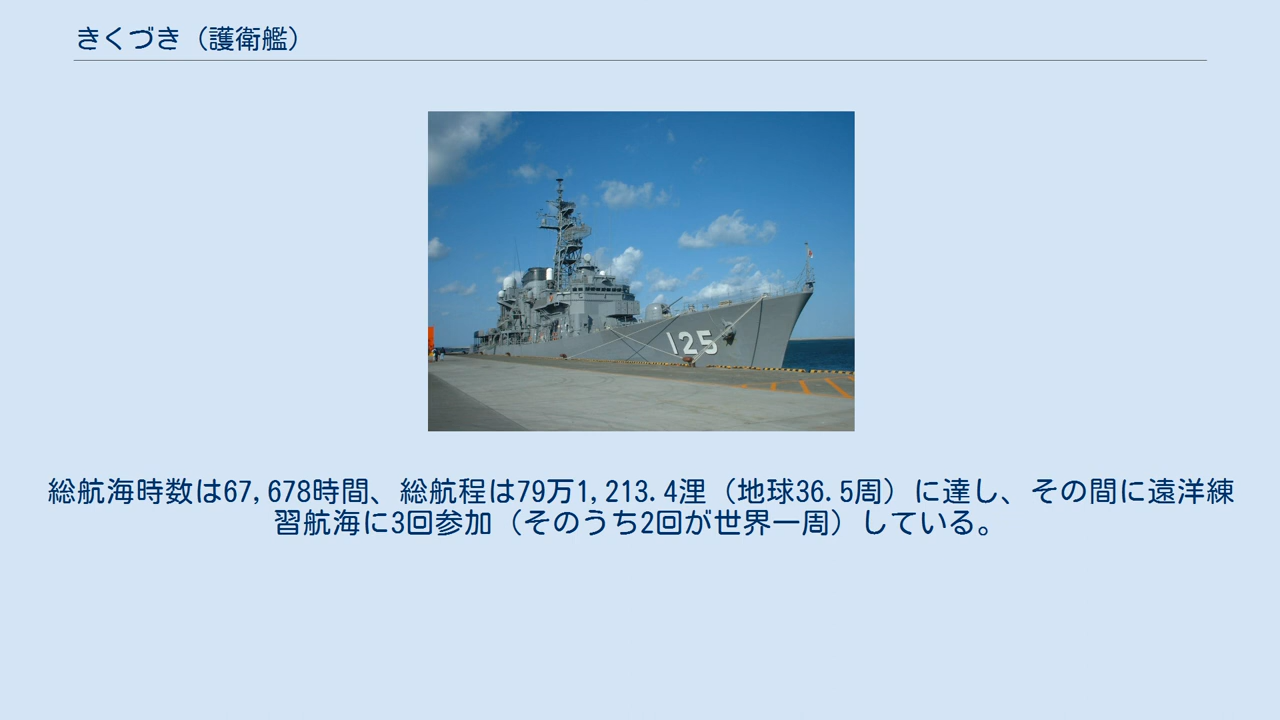 きくづき（護衛艦）
125
総航海時数は67,678時間、総航程は79万1,213.4浬（地球36.5周）に達し、その間に遠洋練
習航海に3回参加（そのうち2回が世界一周）している。